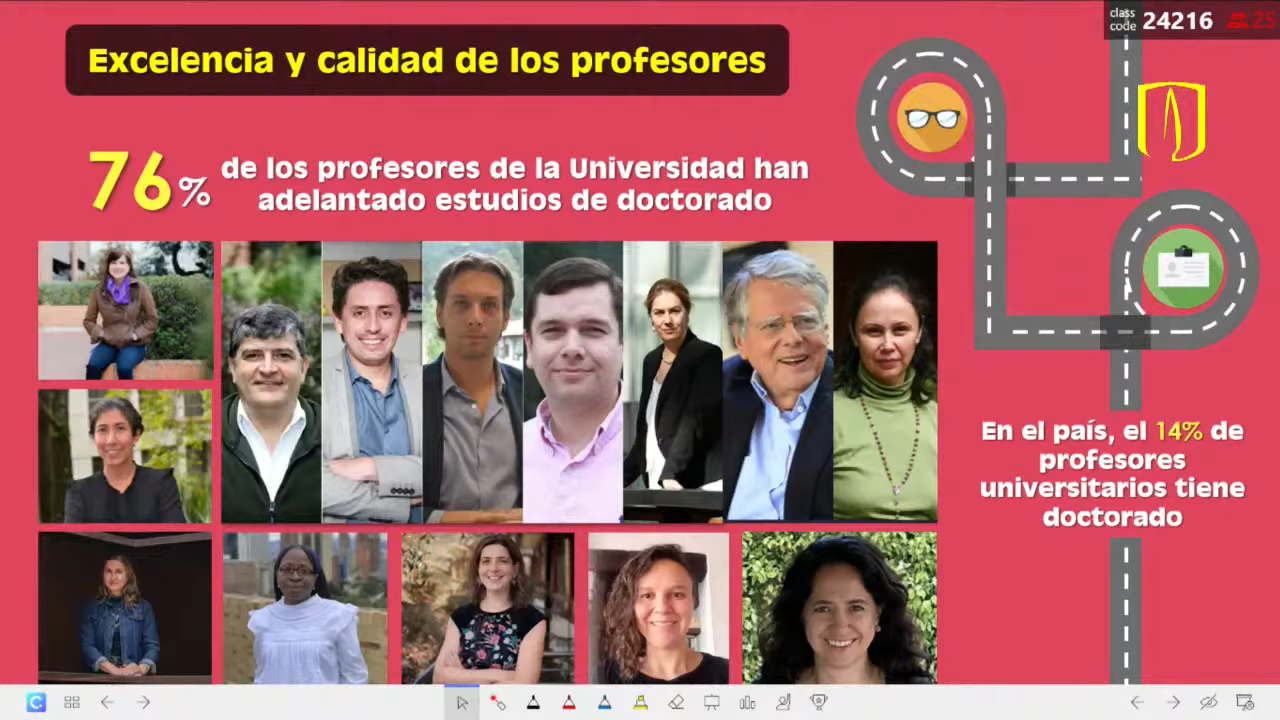 class
code 24216 25
Excelencia y calidad de los profesores
76% de los profesores de la Universidad han
adelantado estudios de doctorado
En el país, el 14% de
profesores
universitarios tiene
doctorado